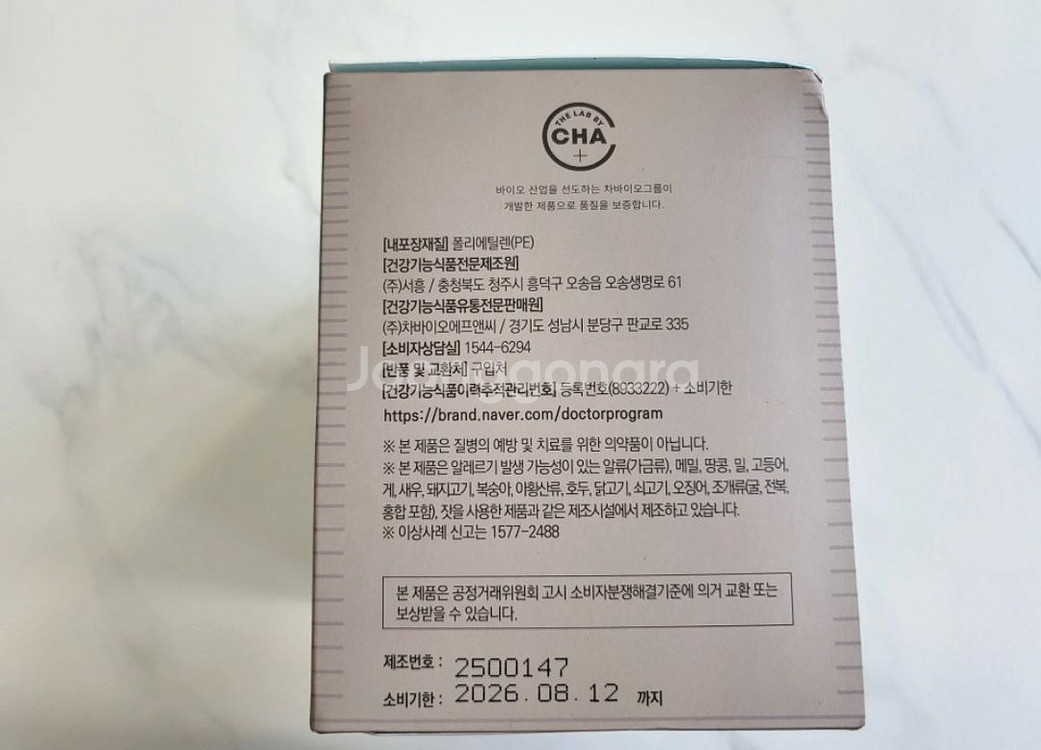 THE LAB BY
CHA
+
바이오 산업을 선도하는 차바이오그룹이
개발한 제품으로 품질을 보증합니다.
[내포장재질] 폴리에틸렌(PE)
[건강기능식품전문제조원]
(주)서흥 / 충청북도 청주시 흥덕구 오송읍 오송생명로 61
[건강기능식품유통전문판매원]
(주)차바이오에프앤씨 / 경기도 성남시 분당구 판교로 335
[소비자상담실] 1544-6294
[반품 및 교환처] 구입처
[건강기능식품이력추적관리번호] 등록번호(8933222) + 소비기한
https://brand.naver.com/doctorprogram
※ 본 제품은 질병의 예방 및 치료를 위한 의약품이 아닙니다.
※ 본 제품은 알레르기 발생 가능성이 있는 알류(가금류), 메밀, 땅콩, 밀, 고등어,
게, 새우, 돼지고기, 복숭아, 아황산류, 호두, 닭고기, 쇠고기, 오징어, 조개류(굴, 전복,
홍합 포함), 잣을 사용한 제품과 같은 제조시설에서 제조하고 있습니다.
※ 이상사례 신고는 1577-2488
본 제품은 공정거래위원회 고시 소비자분쟁해결기준에 의거 교환 또는
보상받을 수 있습니다.
제조번호 : 2500147
소비기한 : 2026.08.12 까지
Joonggonara